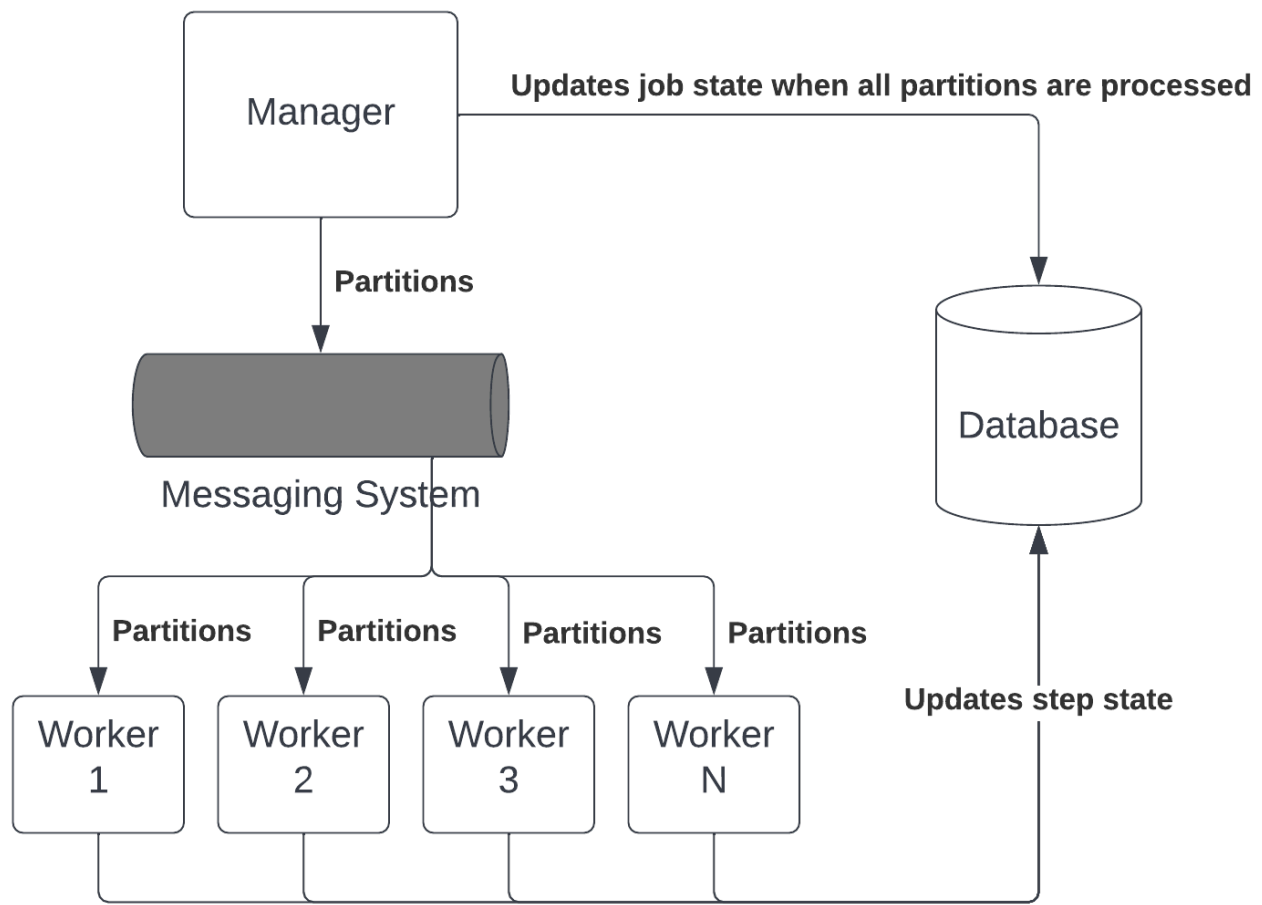 Updates job state when all partitions are processed
Manager
Partitions
Database
Messaging System
Partitions
Partitions
Partitions
Partitions
Updates step state
Worker
1
Worker
2
Worker
3
Worker
N